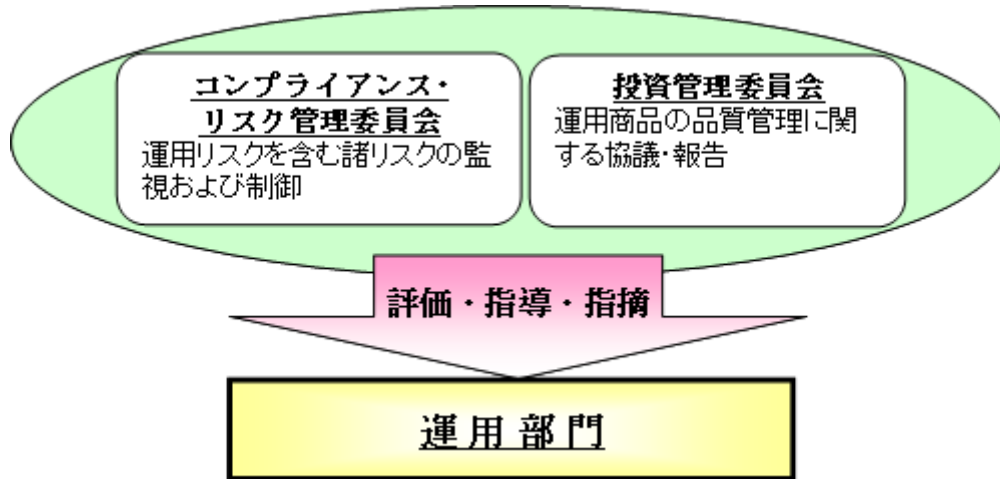 コンプライアンス・
リスク管理委員会
運用リスクを含む諸リスクの監
視および制御
投資管理委員会
運用商品の品質管理に関
する協議・報告
評価・指導・指摘
運用部門